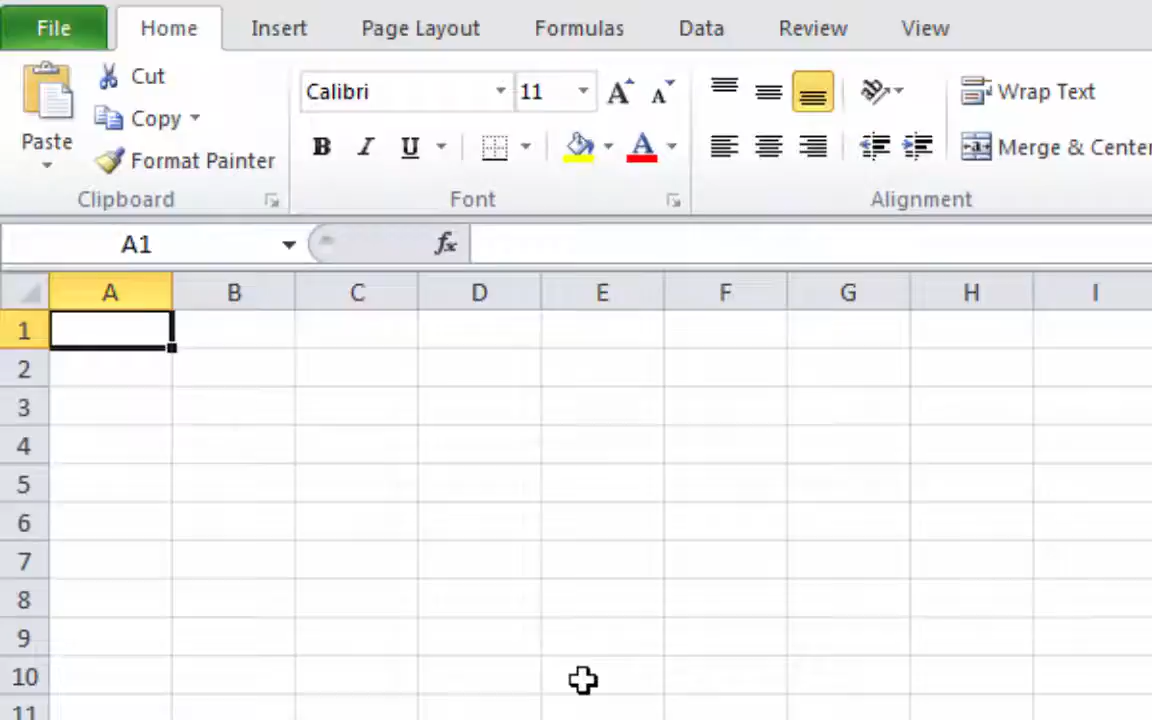 File Home Insert Page Layout Formulas Data Review View
Cut
Copy
Paste
Format Painter
Clipboard
Calibri 11
B I U
Font
Wrap Text
Merge & Center
Alignment
A1 fx
A B C D E F G H I
1
2
3
4
5
6
7
8
9
10
11